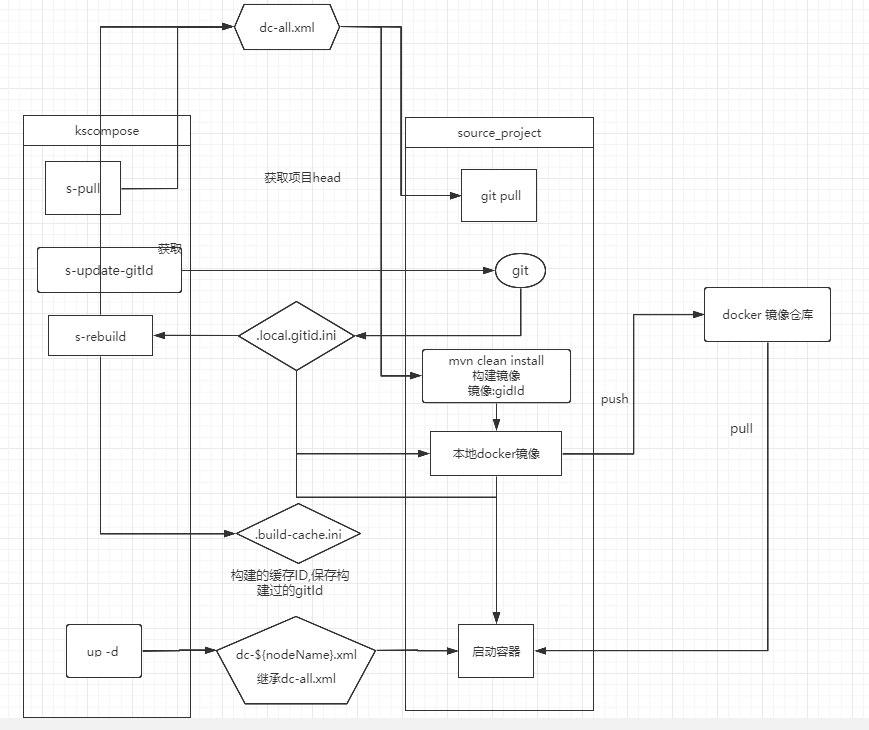 dc-all.xml
kscompose
source_project
s-pull
获取项目head
git pull
获取
s-update-gitId
git
s-rebuild
.local.gitid.ini
docker 镜像仓库
mvn clean install
构建镜像
镜像:gidId
push
pull
本地docker镜像
.build-cache.ini
构建的缓存ID,保存构
建过的gitId
up -d
dc-${nodeName}.xml
继承dc-all.xml
启动容器